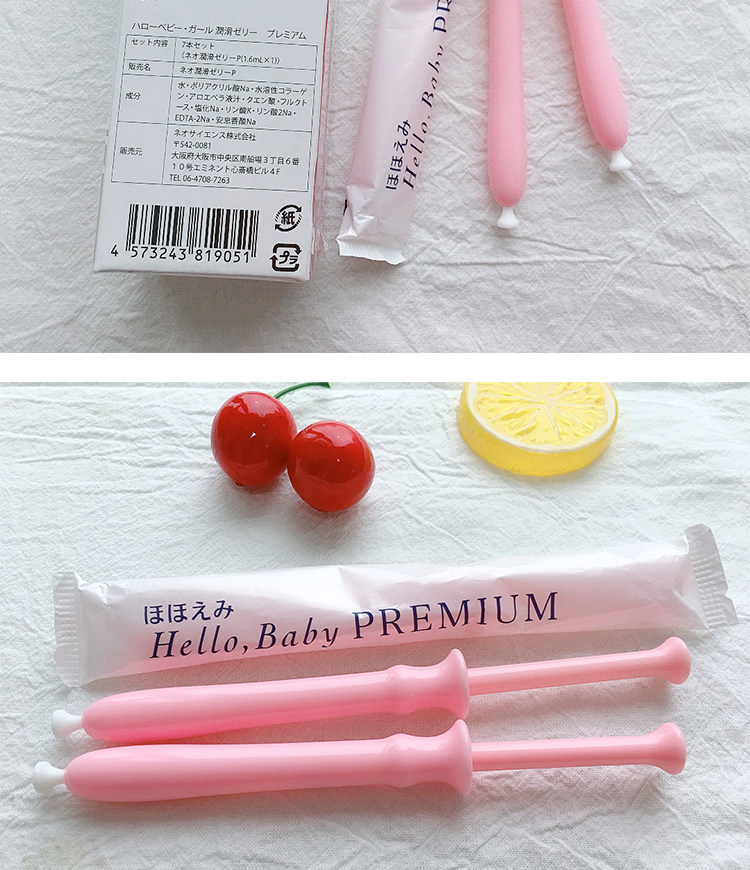 ハローベビー・ガール 潤滑ゼリー プレミアム
セット内容
7本セット
(ネオ潤滑ゼリーP(1.6mL×1))
販売名
ネオ潤滑ゼリーP
成分
水・ポリアクリル酸Na・水溶性コラーゲ
ン・アロエベラ液汁・クエン酸・フルクト
ース・塩化Na・リン酸K・リン酸2Na・
EDTA-2Na・安息香酸Na
販売元
ネオサイエンス株式会社
〒542-0081
大阪府大阪市中央区南船場3丁目6番
10号エミネント心斎橋ビル4F
TEL 06-4708-7263
4 573243 819051
紙
プラ
ほほえみ
Hello, Baby PR
ほほえみ
Hello, Baby PREMIUM